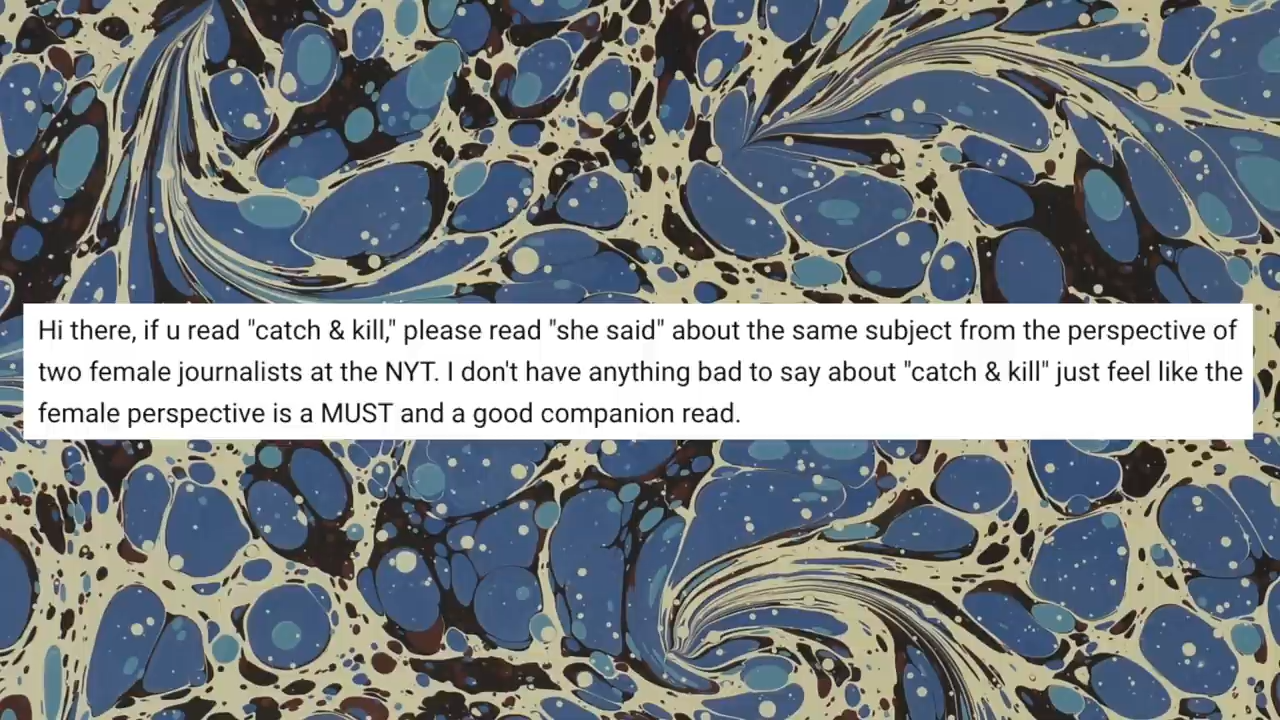 Hi there, if u read "catch & kill," please read "she said" about the same subject from the perspective of
two female journalists at the NYT. I don't have anything bad to say about "catch & kill" just feel like the
female perspective is a MUST and a good companion read.